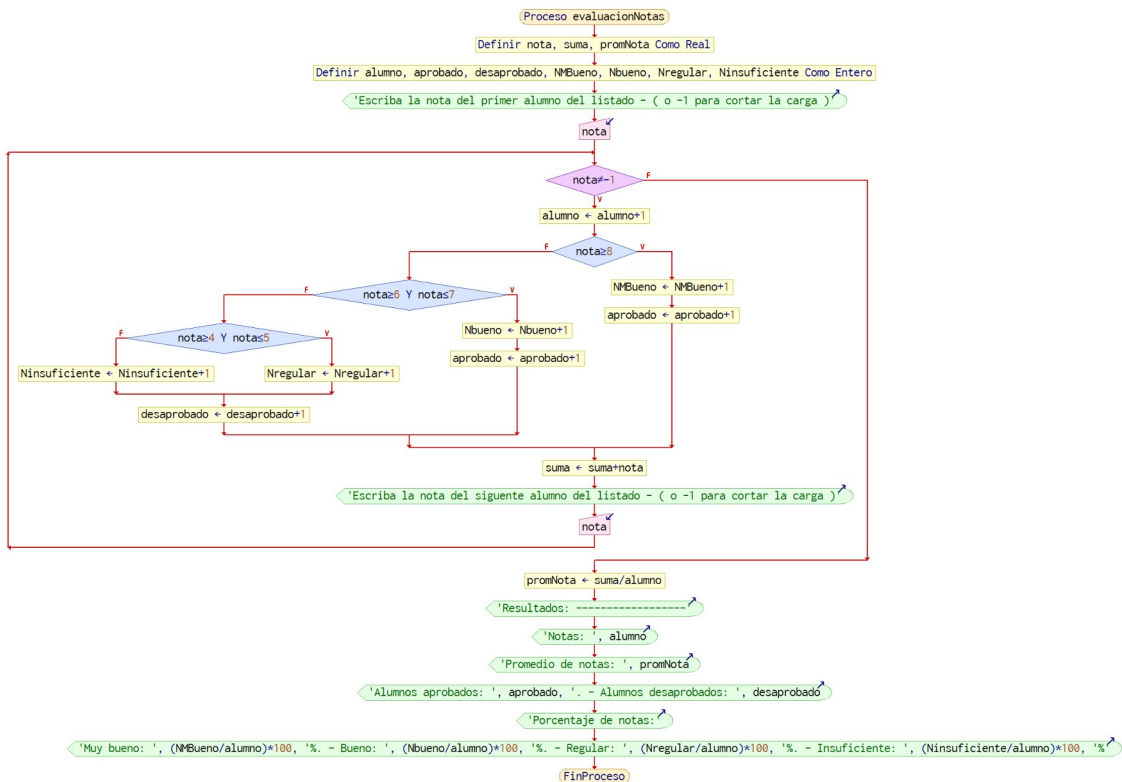 Proceso evaluacionNotas
Definir nota, suma, promNota Como Real
Definir alumno, aprobado, desaprobado, NMBueno, Nbueno, Nregular, Ninsuficiente Como Entero
'Escriba la nota del primer alumno del listado - ( o -1 para cortar la carga )'
nota
nota≠-1
F
V
alumno ← alumno+1
nota≥8
F
V
NMBueno ← NMBueno+1
aprobado ← aprobado+1
nota≥6 Y nota≤7
F
V
Nbueno ← Nbueno+1
aprobado ← aprobado+1
nota≥4 Y nota≤5
F
V
Ninsuficiente ← Ninsuficiente+1
Nregular ← Nregular+1
desaprobado ← desaprobado+1
suma ← suma+nota
'Escriba la nota del siguente alumno del listado - ( o -1 para cortar la carga )'
nota
promNota ← suma/alumno
'Resultados: ------------------'
'Notas: ', alumno
'Promedio de notas: ', promNota
'Alumnos aprobados: ', aprobado, '. - Alumnos desaprobados: ', desaprobado
'Porcentaje de notas:'
'Muy bueno: ', (NMBueno/alumno)*100, '%. - Bueno: ', (Nbueno/alumno)*100, '%. - Regular: ', (Nregular/alumno)*100, '%. - Insuficiente: ', (Ninsuficiente/alumno)*100, '%'
FinProceso